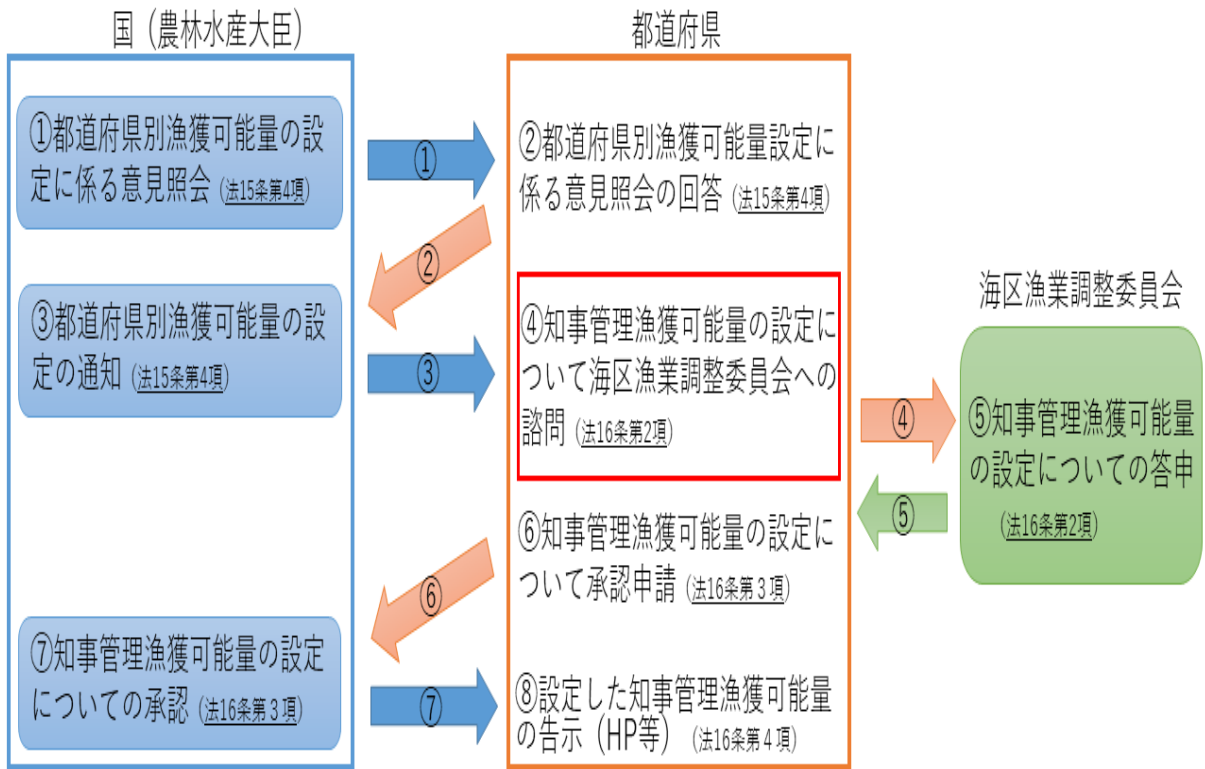 国（農林水産大臣）
①都道府県別漁獲可能量の設
定に係る意見照会（法15条第4項）
③都道府県別漁獲可能量の設
定の通知（法15条第4項）
⑦知事管理漁獲可能量の設定
についての承認（法16条第３項）
①
②
③
⑥
⑦
都道府県
②都道府県別漁獲可能量設定に
係る意見照会の回答（法15条第4項）
④知事管理漁獲可能量の設定に
ついて海区漁業調整委員会への
諮問（法16条第2項）
⑥知事管理漁獲可能量の設定に
ついて承認申請（法16条第３項）
⑧設定した知事管理漁獲可能量
の告示（HP等）（法16条第４項）
④
⑤
海区漁業調整委員会
⑤知事管理漁獲可能量
の設定についての答申
（法16条第2項）